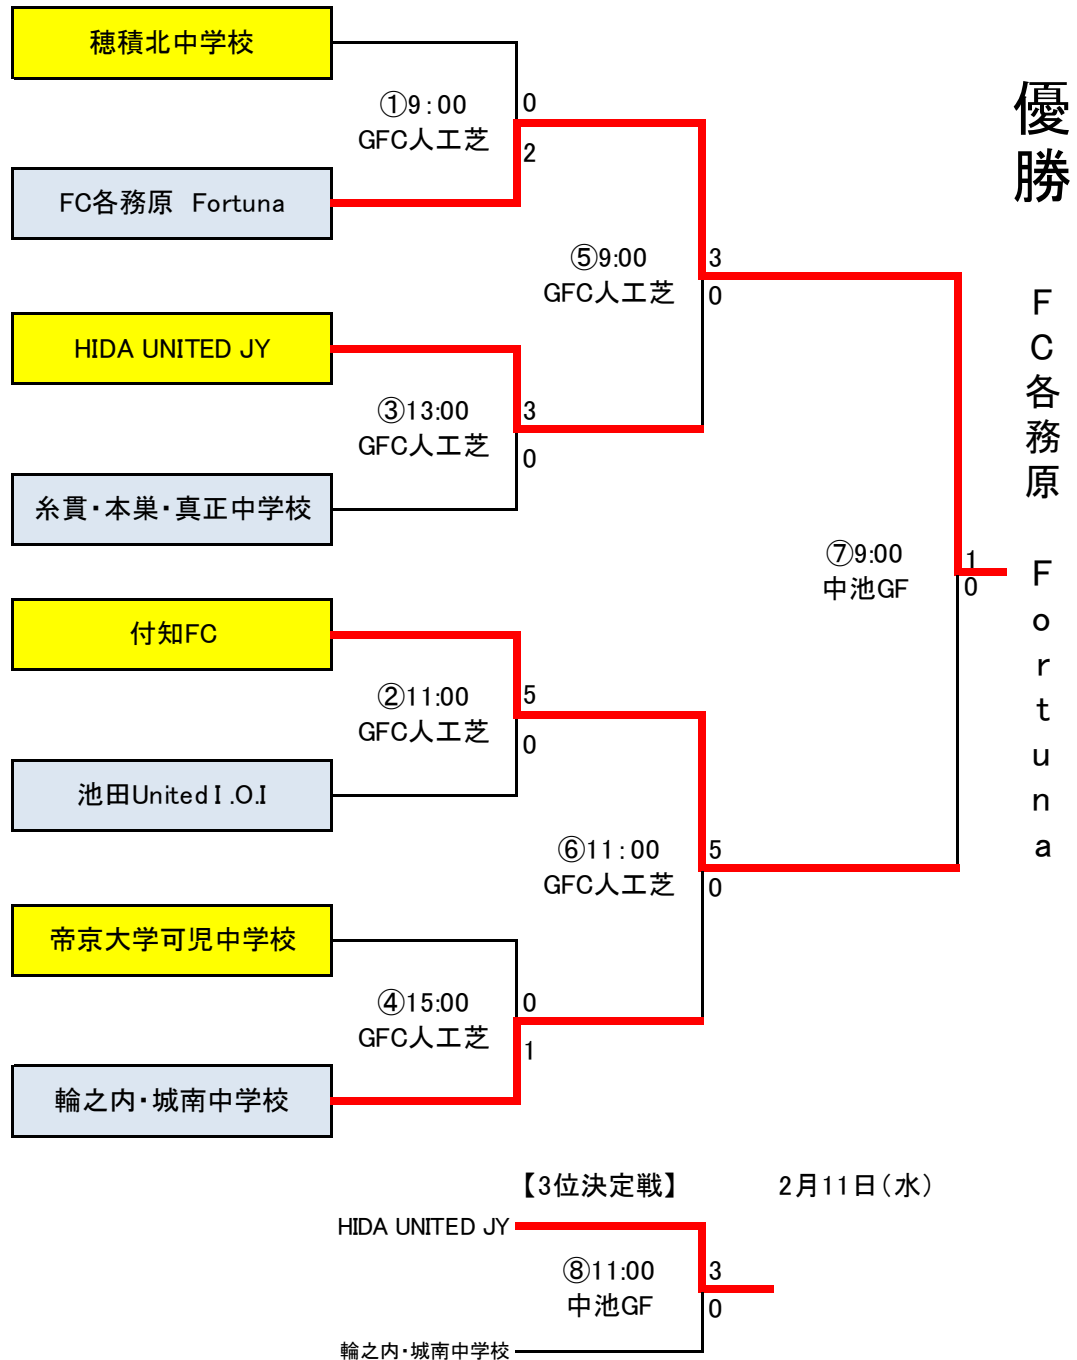 穂積北中学校
①9：00
GFC人工芝
0
2
FC各務原　Fortuna
⑤9:00
GFC人工芝
3
0
HIDA UNITED JY
③13:00
GFC人工芝
3
0
糸貫・本巣・真正中学校
⑦9:00
中池GF
1
0
付知FC
②11:00
GFC人工芝
5
0
池田UnitedⅠ.O.I
⑥11：00
GFC人工芝
5
0
帝京大学可児中学校
④15:00
GFC人工芝
0
1
輪之内・城南中学校
優勝
FC各務原　Fortuna
【3位決定戦】
2月11日（水）
HIDA UNITED JY
⑧11:00
中池GF
3
0
輪之内・城南中学校